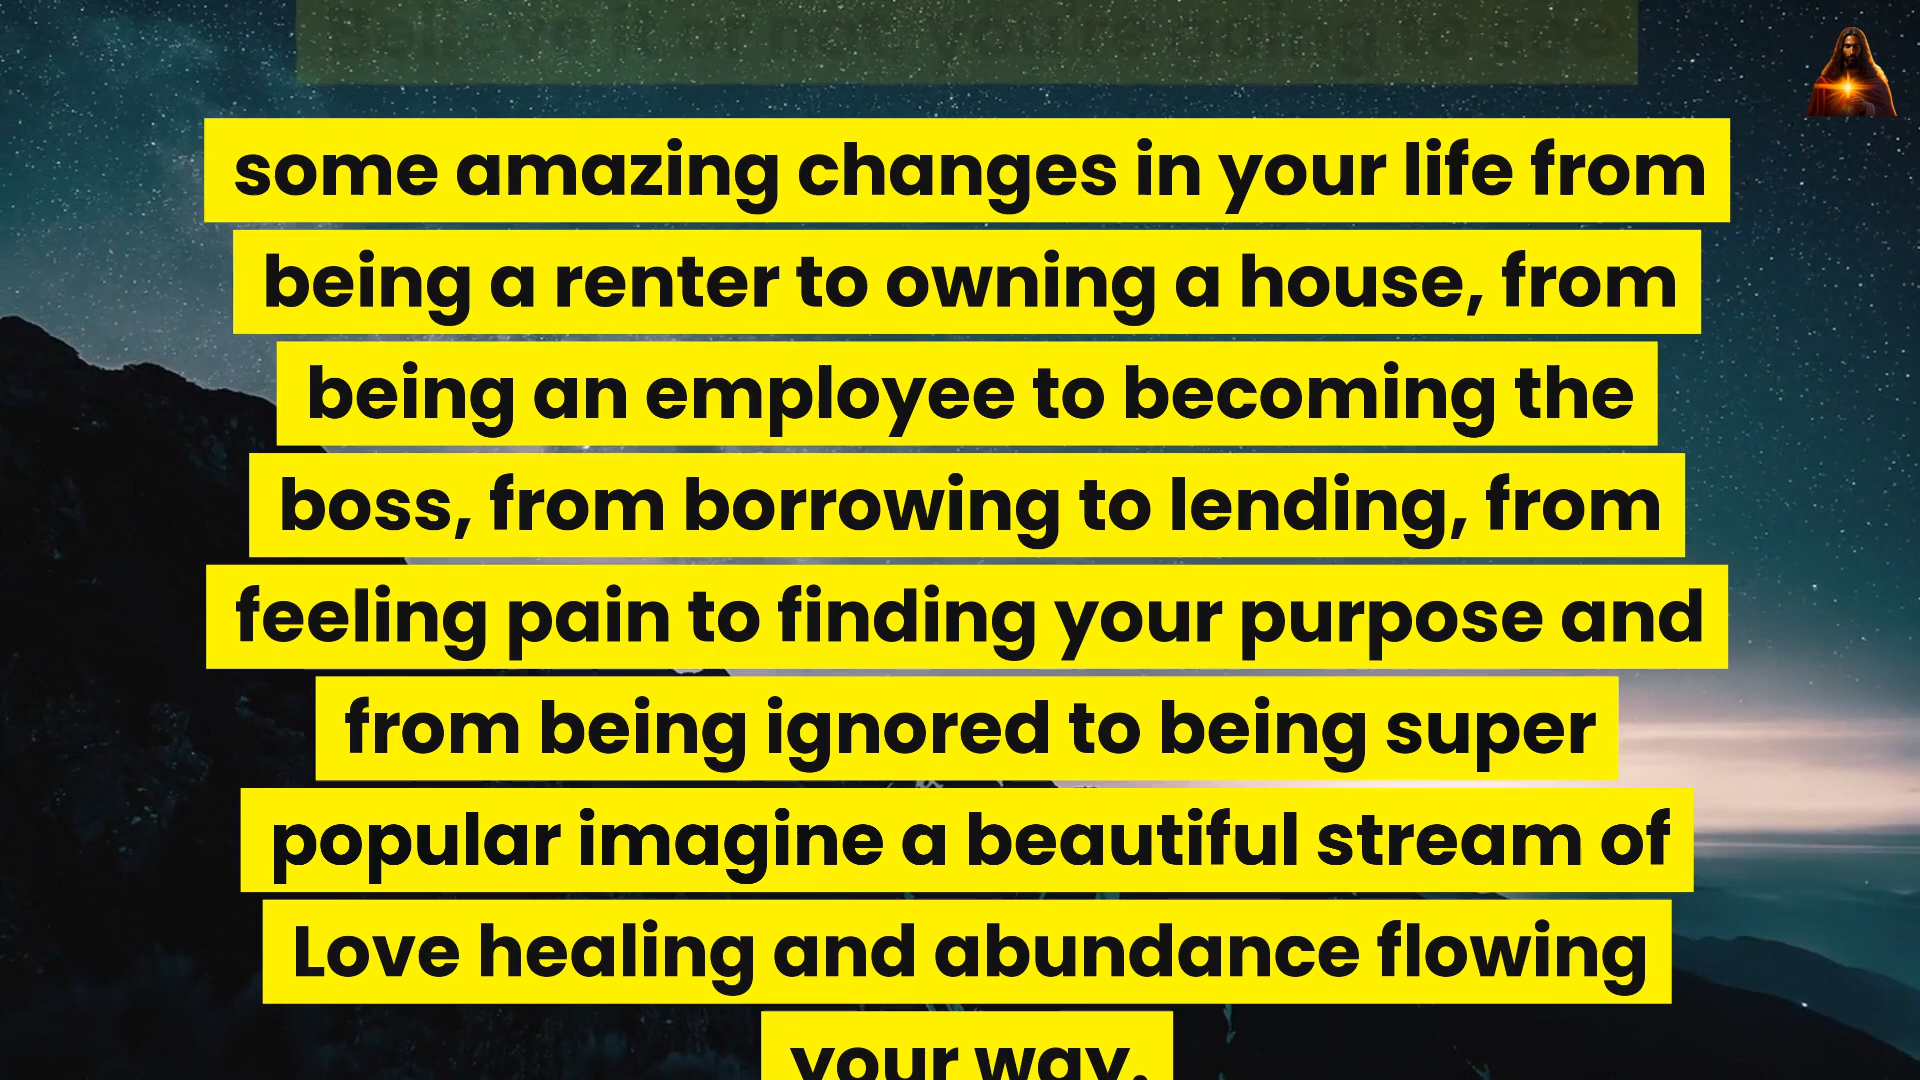 some amazing changes in your life from
being a renter to owning a house, from
being an employee to becoming the
boss, from borrowing to lending, from
feeling pain to finding your purpose and
from being ignored to being super
popular imagine a beautiful stream of
Love healing and abundance flowing
your way.